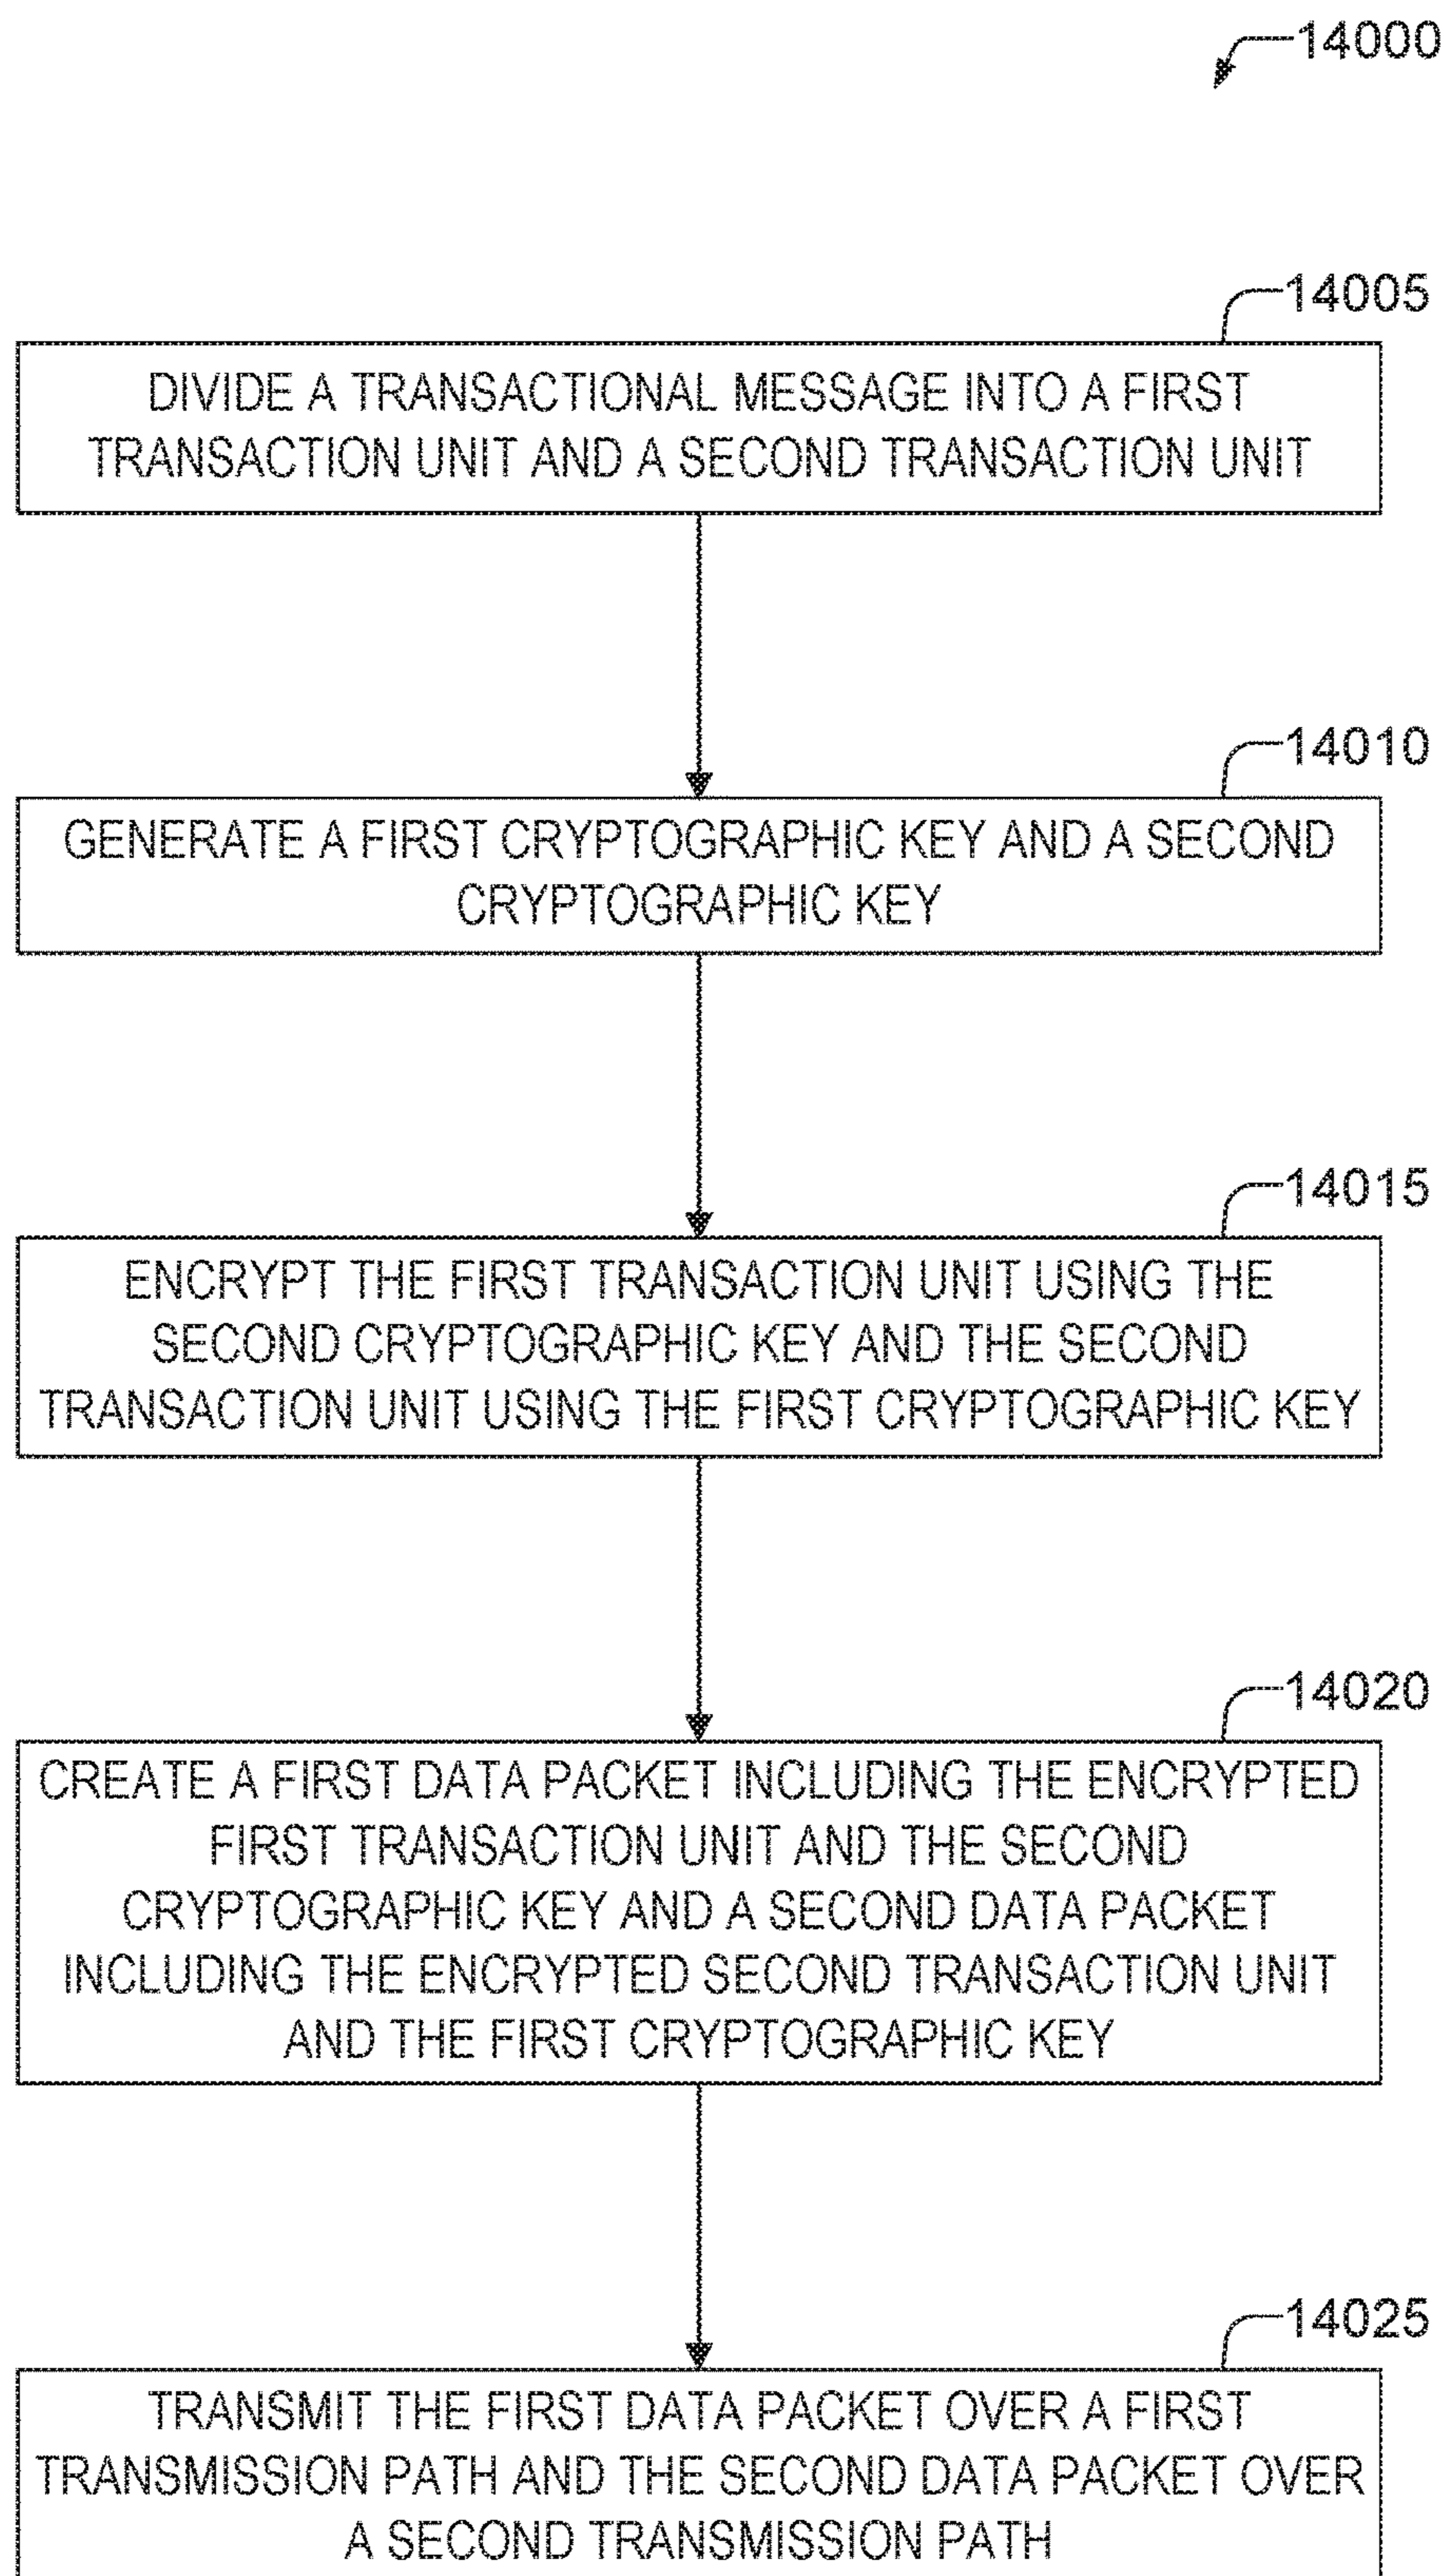 14000
14005
DIVIDE A TRANSACTIONAL MESSAGE INTO A FIRST
TRANSACTION UNIT AND A SECOND TRANSACTION UNIT
14010
GENERATE A FIRST CRYPTOGRAPHIC KEY AND A SECOND
CRYPTOGRAPHIC KEY
14015
ENCRYPT THE FIRST TRANSACTION UNIT USING THE
SECOND CRYPTOGRAPHIC KEY AND THE SECOND
TRANSACTION UNIT USING THE FIRST CRYPTOGRAPHIC KEY
14020
CREATE A FIRST DATA PACKET INCLUDING THE ENCRYPTED
FIRST TRANSACTION UNIT AND THE SECOND
CRYPTOGRAPHIC KEY AND A SECOND DATA PACKET
INCLUDING THE ENCRYPTED SECOND TRANSACTION UNIT
AND THE FIRST CRYPTOGRAPHIC KEY
14025
TRANSMIT THE FIRST DATA PACKET OVER A FIRST
TRANSMISSION PATH AND THE SECOND DATA PACKET OVER
A SECOND TRANSMISSION PATH